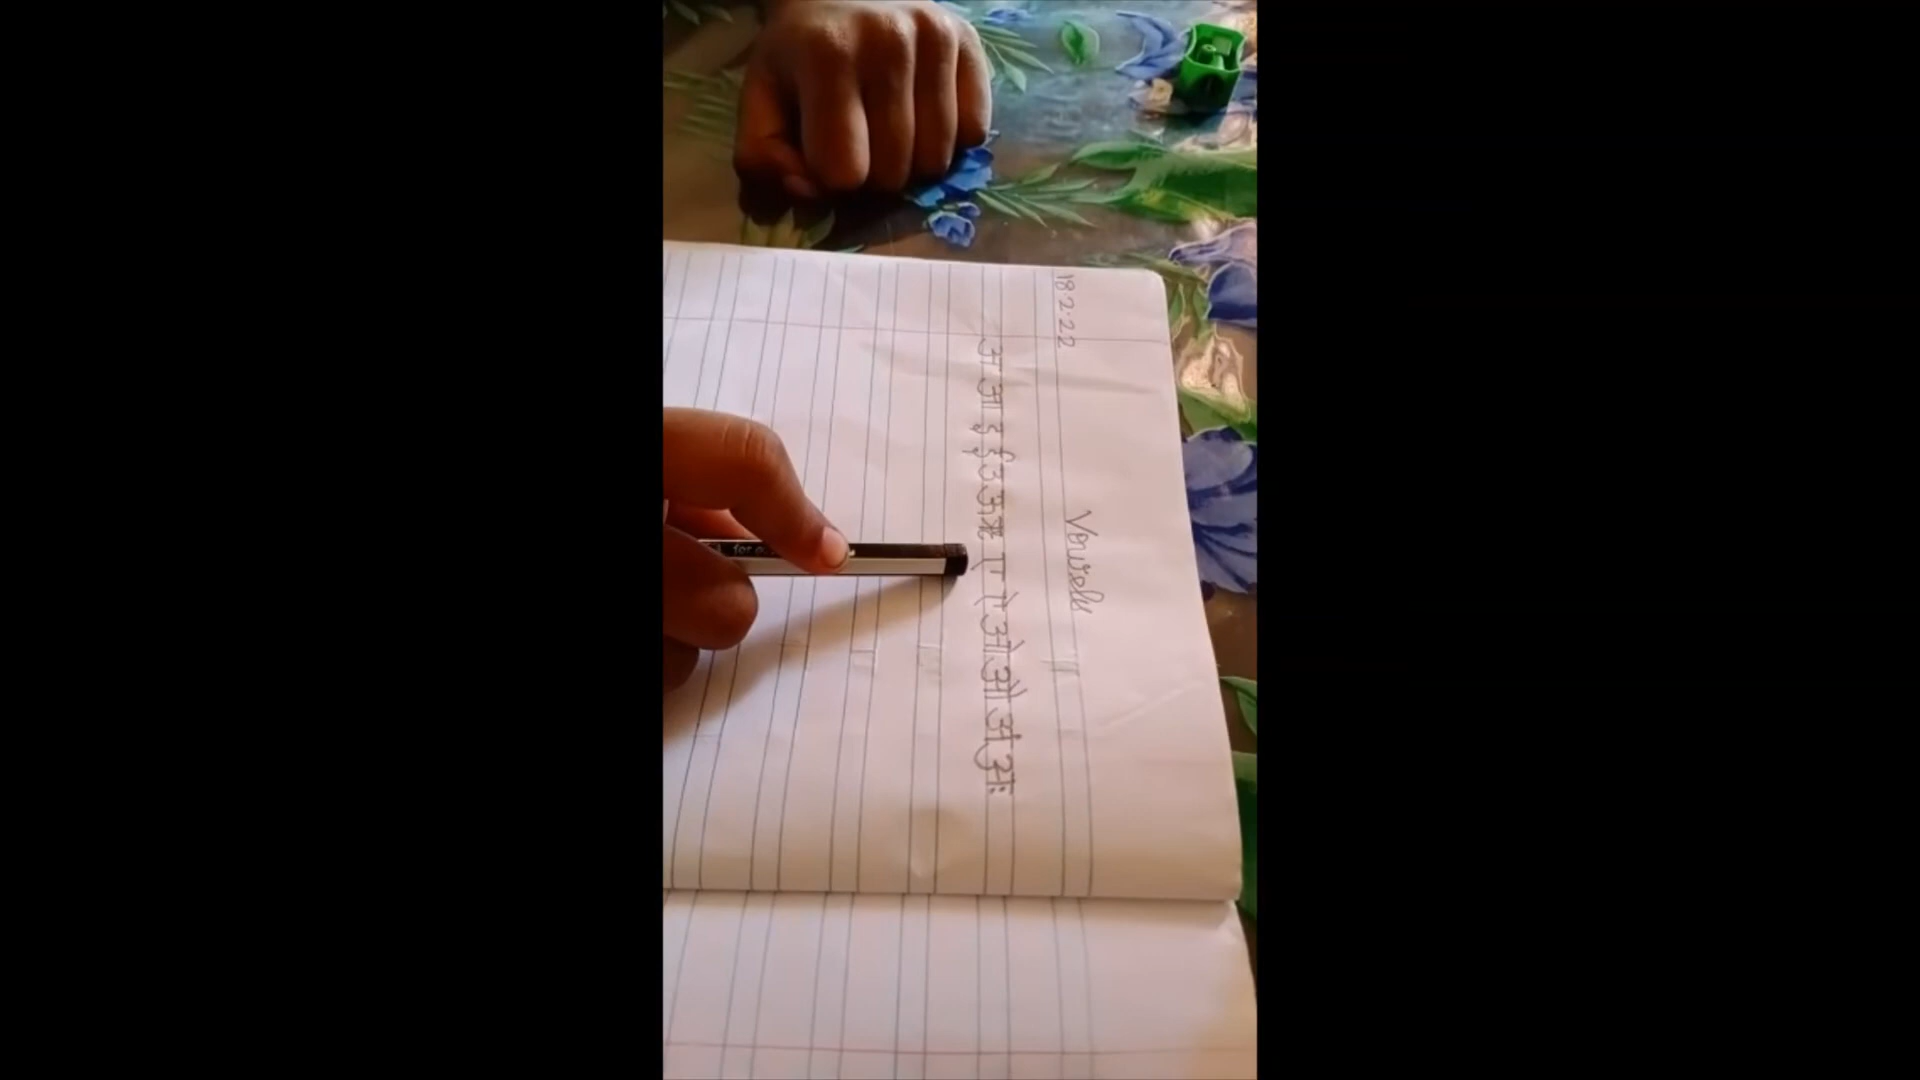 18.2.22
Vowels
अ आ इ ई उ ऊ ऋ ए ऐ ओ औ अं अः